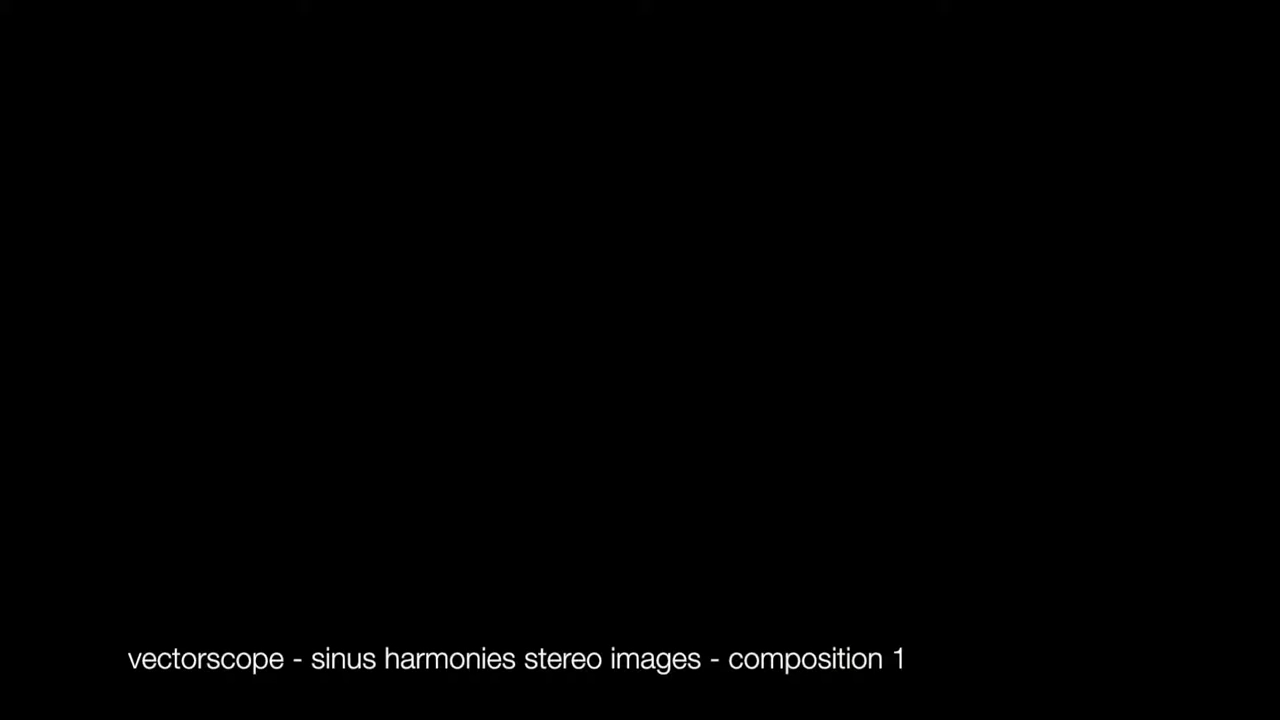 vectorscope - sinus harmonies stereo images - composition 1